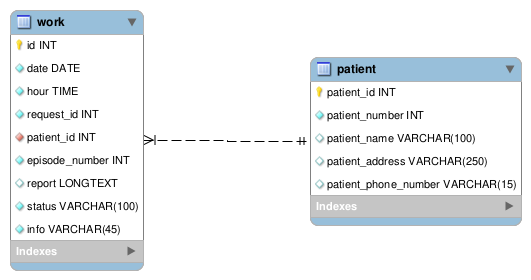 work
id INT
date DATE
hour TIME
request_id INT
patient_id INT
episode_number INT
report LONGTEXT
status VARCHAR(100)
info VARCHAR(45)
Indexes
patient
patient_id INT
patient_number INT
patient_name VARCHAR(100)
patient_address VARCHAR(250)
patient_phone_number VARCHAR(15)
Indexes